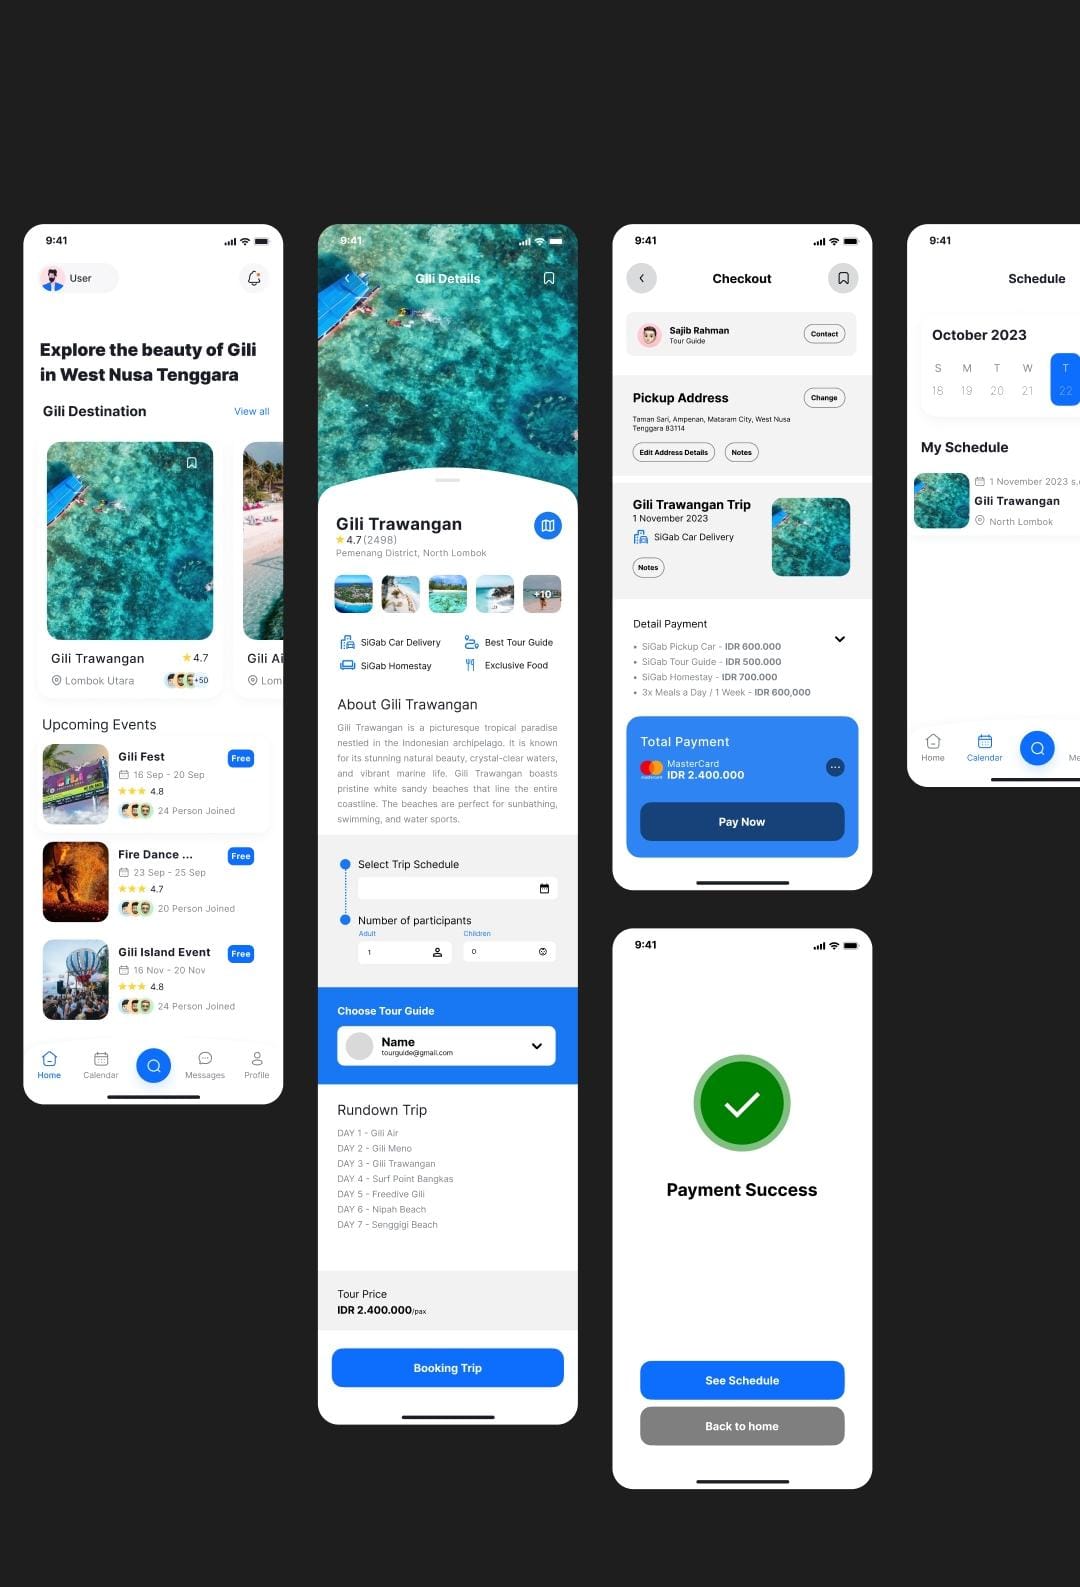 9:41
User
Explore the beauty of Gili
in West Nusa Tenggara
Gili Destination
View all
Gili Trawangan
4.7
Lombok Utara
+50
Gili Ai
Lom
Upcoming Events
Gili Fest
Free
16 Sep - 20 Sep
4.8
24 Person Joined
Fire Dance ...
Free
23 Sep - 25 Sep
4.7
20 Person Joined
Gili Island Event
Free
16 Nov - 20 Nov
4.8
24 Person Joined
Home
Calendar
Messages
Profile
9:41
Gili Details
Gili Trawangan
4.7 (2498)
Pemenang District, North Lombok
+10
SiGab Car Delivery
Best Tour Guide
SiGab Homestay
Exclusive Food
About Gili Trawangan
Gili Trawangan is a picturesque tropical paradise
nestled in the Indonesian archipelago. It is known
for its stunning natural beauty, crystal-clear waters,
and vibrant marine life. Gili Trawangan boasts
pristine white sandy beaches that line the entire
coastline. The beaches are perfect for sunbathing,
swimming, and water sports.
Select Trip Schedule
Number of participants
Adult
Children
1
0
Choose Tour Guide
Name
tourguide@gmail.com
Rundown Trip
DAY 1 - Gili Air
DAY 2 - Gili Meno
DAY 3 - Gili Trawangan
DAY 4 - Surf Point Bangkas
DAY 5 - Freedive Gili
DAY 6 - Nipah Beach
DAY 7 - Senggigi Beach
Tour Price
IDR 2.400.000/pax
Booking Trip
9:41
Checkout
Sajib Rahman
Tour Guide
Contact
Pickup Address
Change
Taman Sari, Ampenan, Mataram City, West Nusa
Tenggara 83114
Edit Address Details
Notes
Gili Trawangan Trip
1 November 2023
SiGab Car Delivery
Notes
Detail Payment
• SiGab Pickup Car - IDR 600.000
• SiGab Tour Guide - IDR 500.000
• SiGab Homestay - IDR 700.000
• 3x Meals a Day / 1 Week - IDR 600,000
Total Payment
MasterCard
IDR 2.400.000
Pay Now
9:41
Payment Success
See Schedule
Back to home
9:41
Schedule
October 2023
S M T W T
18 19 20 21 22
My Schedule
1 November 2023 s.
Gili Trawangan
North Lombok
Home
Calendar
Me